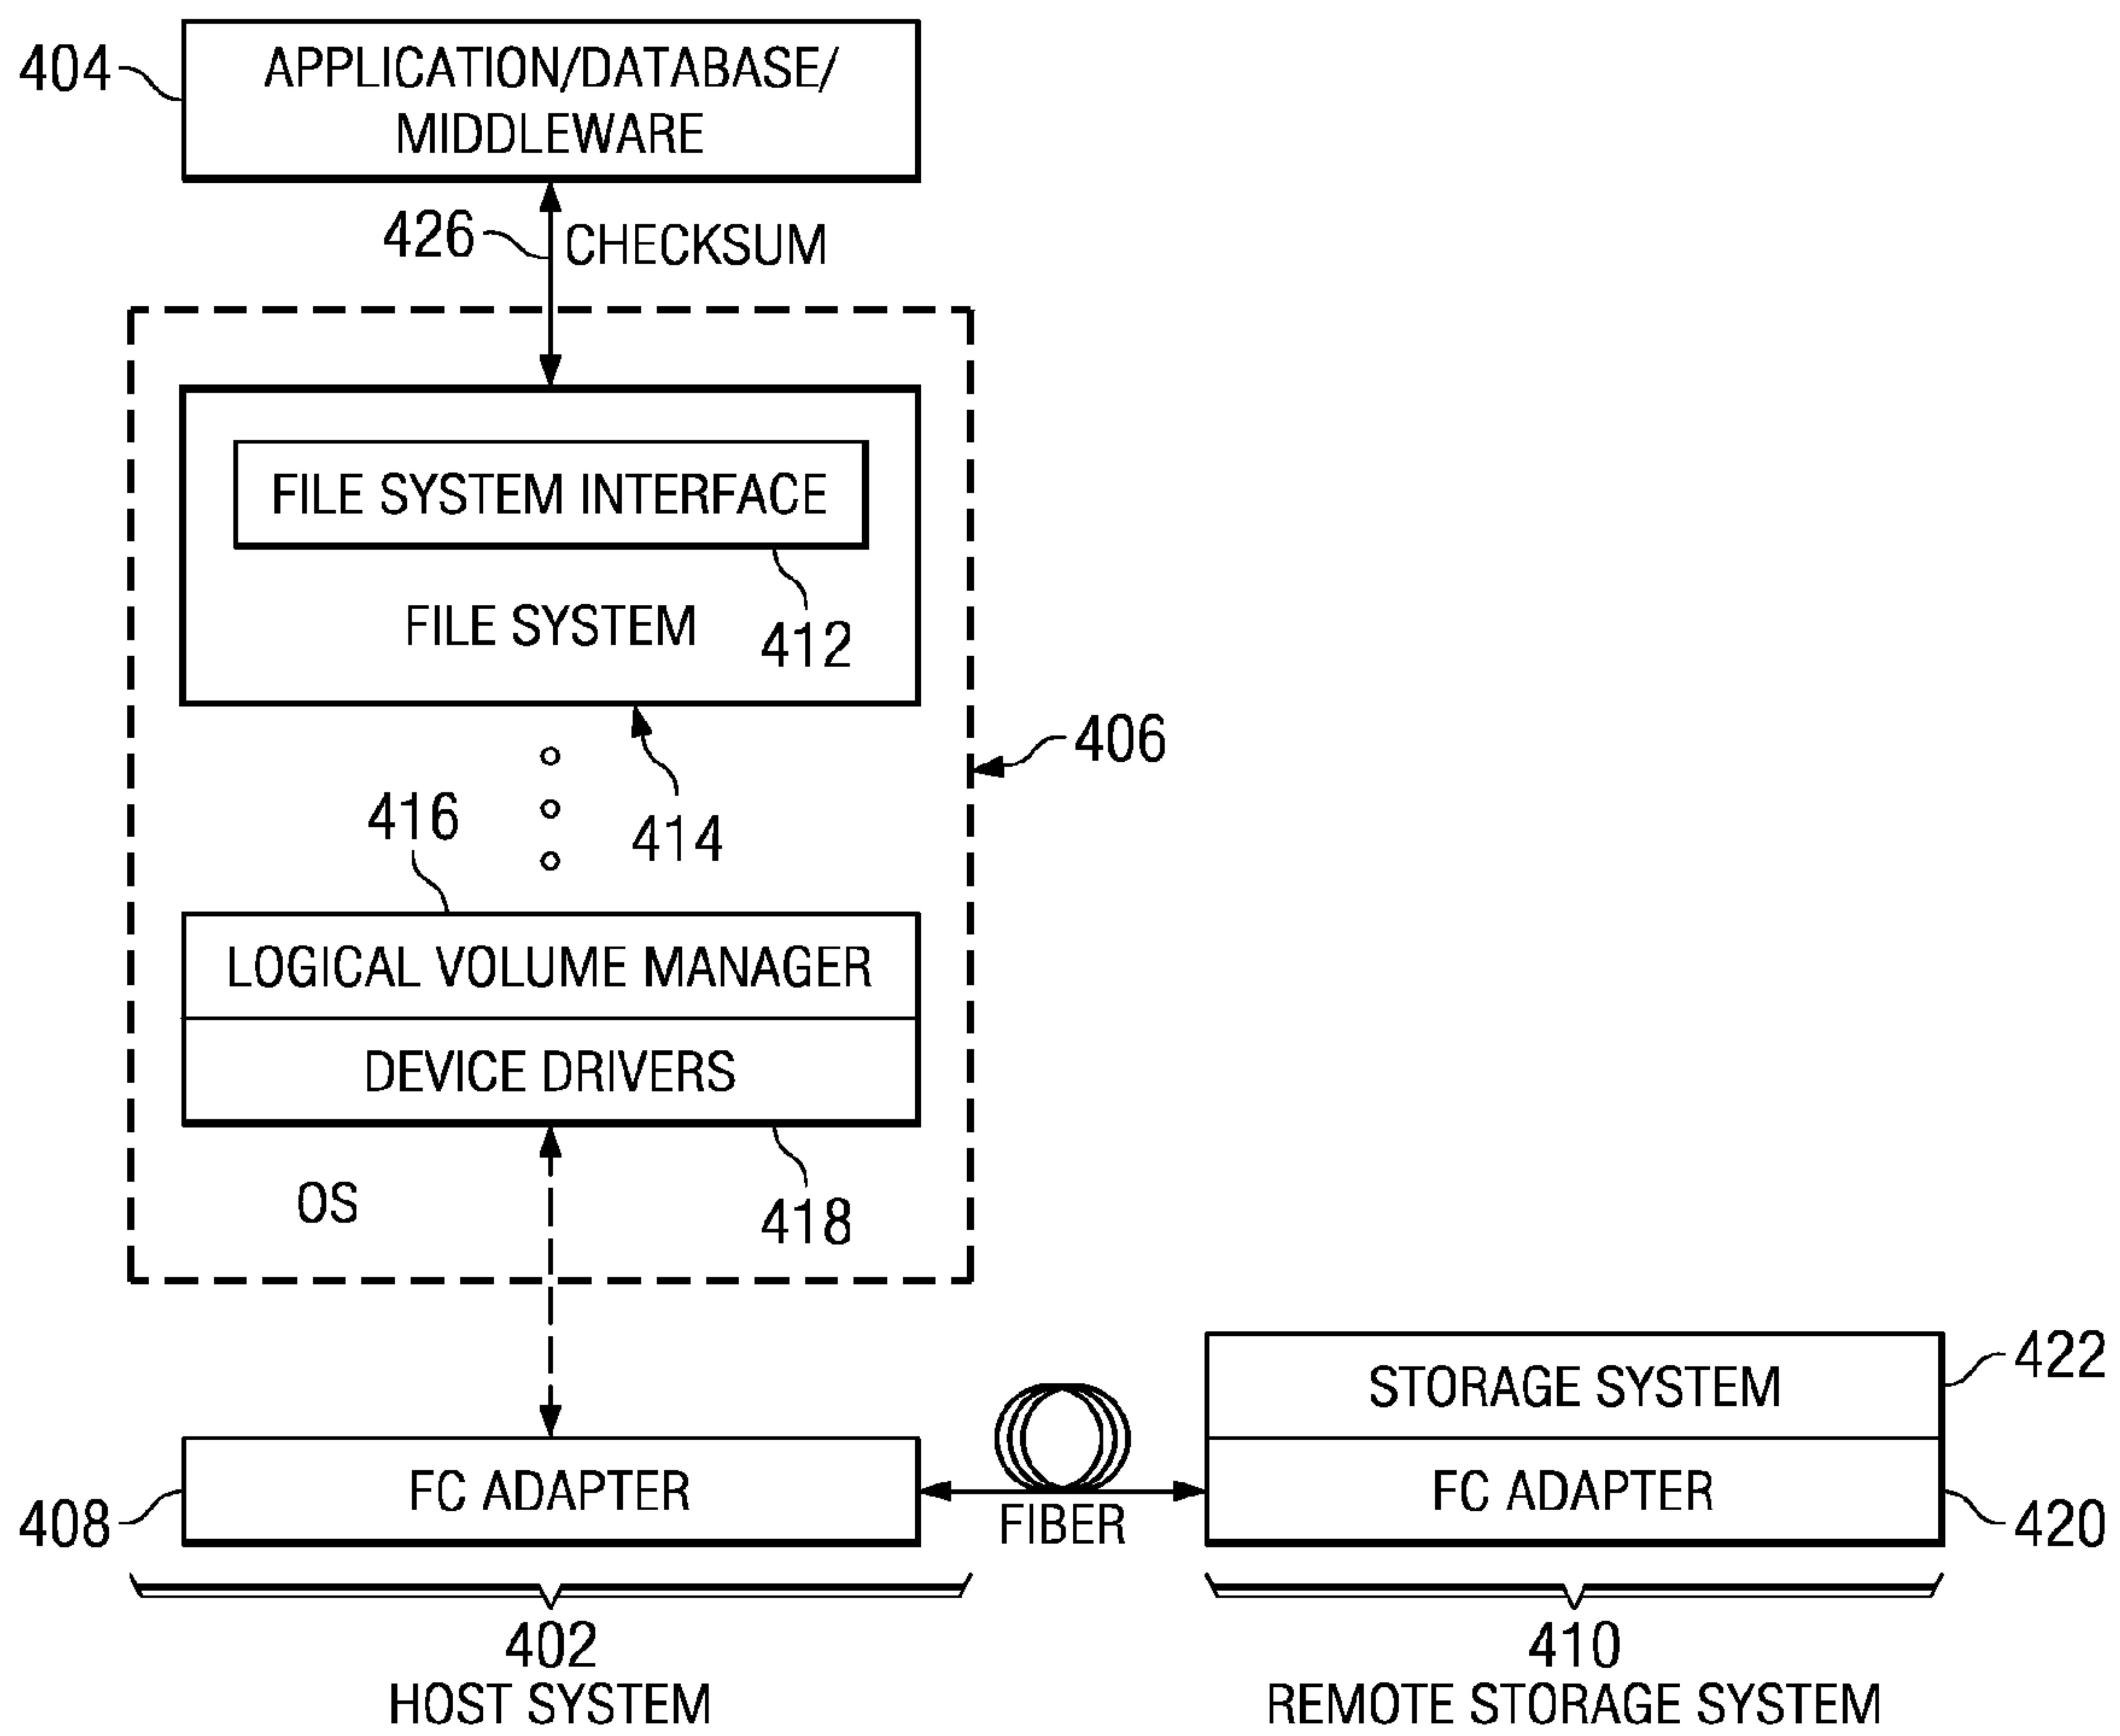 404
APPLICATION/DATABASE/
MIDDLEWARE
426
CHECKSUM
FILE SYSTEM INTERFACE
FILE SYSTEM
412
406
416
414
LOGICAL VOLUME MANAGER
DEVICE DRIVERS
OS
418
STORAGE SYSTEM
422
408
FC ADAPTER
FIBER
FC ADAPTER
420
402
HOST SYSTEM
410
REMOTE STORAGE SYSTEM